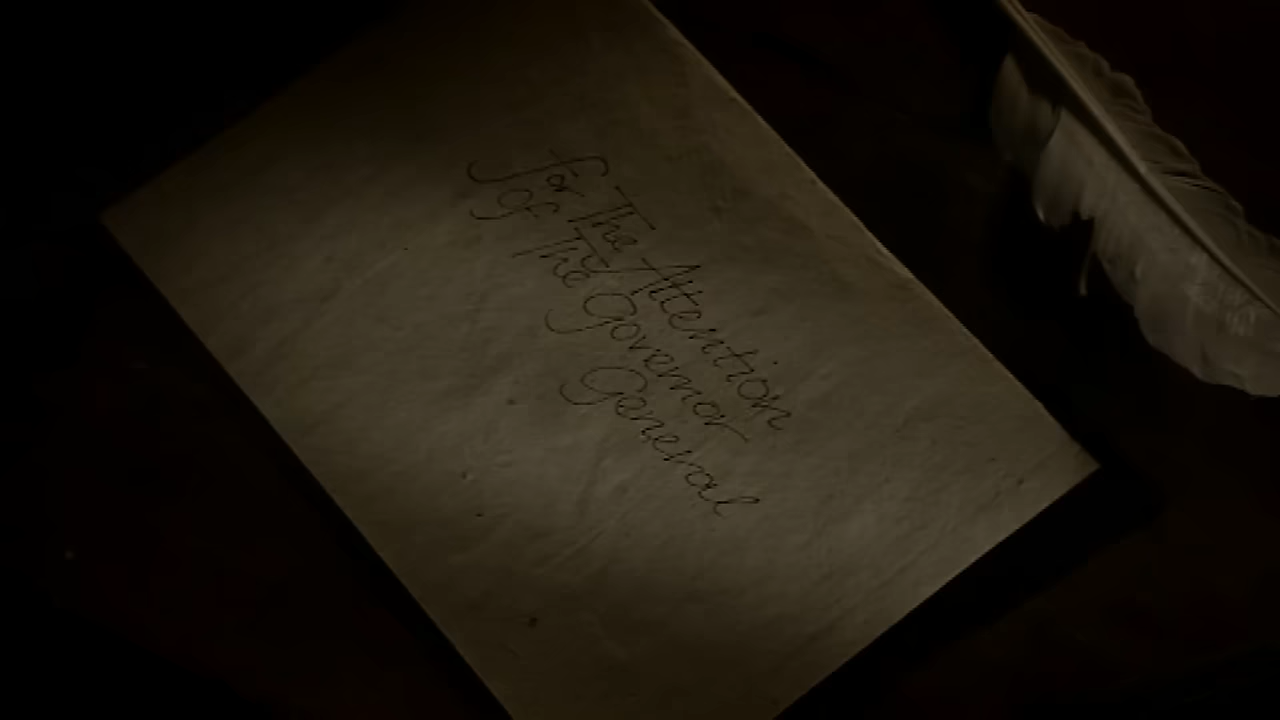 For The Attention
Of The Governor
General